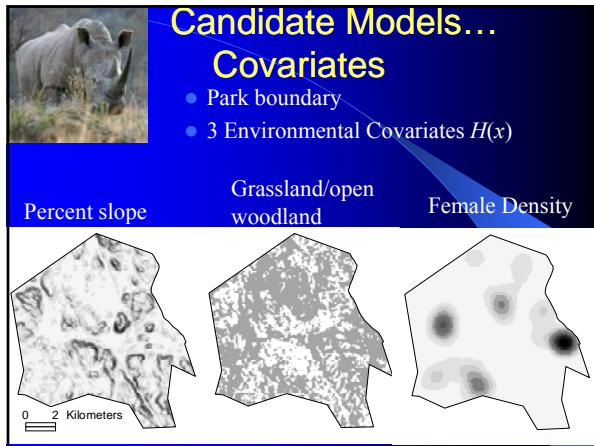 Candidate Models…
Covariates
Park boundary
3 Environmental Covariates H(x)
Percent slope
Grassland/open
woodland
Female Density
0 2 Kilometers